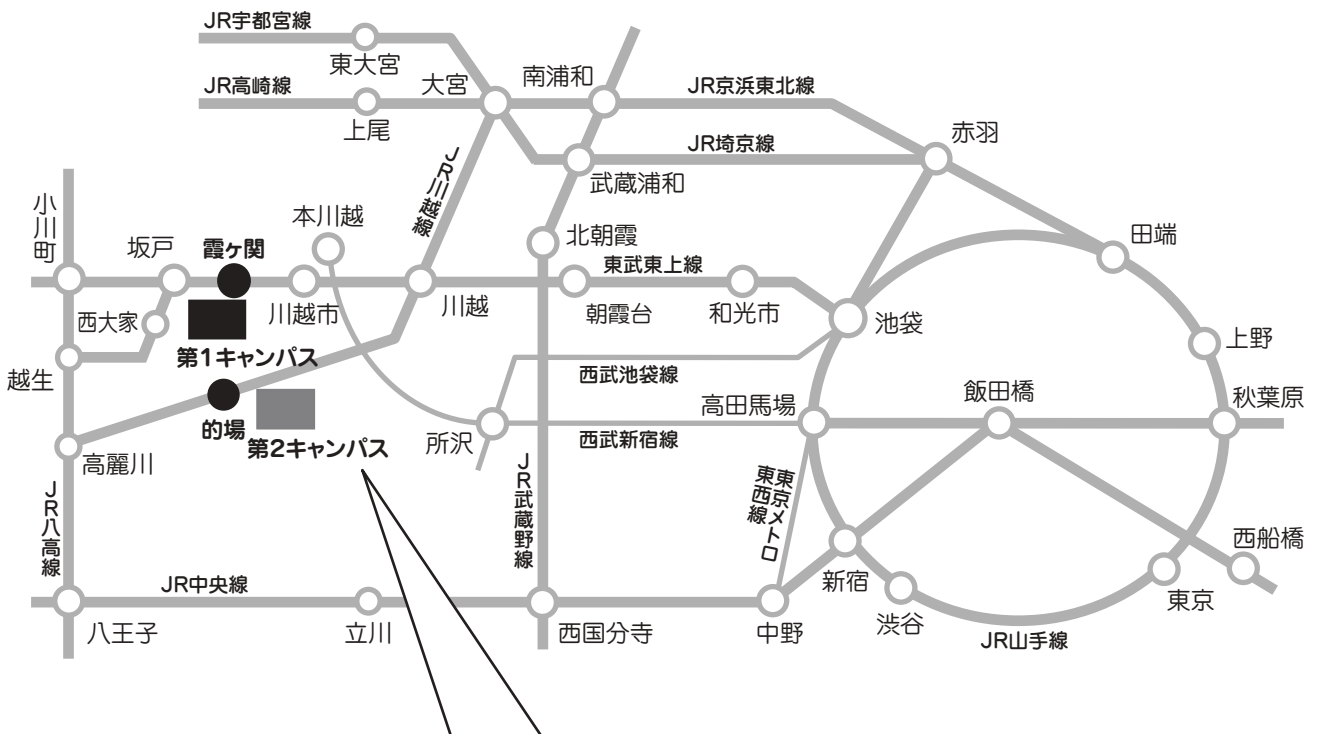 JR宇都宮線
東大宮
JR高崎線
上尾
大宮
南浦和
JR京浜東北線
赤羽
JR埼京線
武蔵浦和
JR川越線
小川町
坂戸
霞ヶ関
本川越
北朝霞
田端
東武東上線
西大家
川越市
川越
朝霞台
和光市
池袋
上野
第1キャンパス
越生
西武池袋線
高田馬場
飯田橋
秋葉原
的場
第2キャンパス
所沢
西武新宿線
高麗川
JR八高線
JR武蔵野線
東京メトロ
東西線
新宿
西船橋
JR中央線
八王子
立川
西国分寺
中野
渋谷
東京
JR山手線